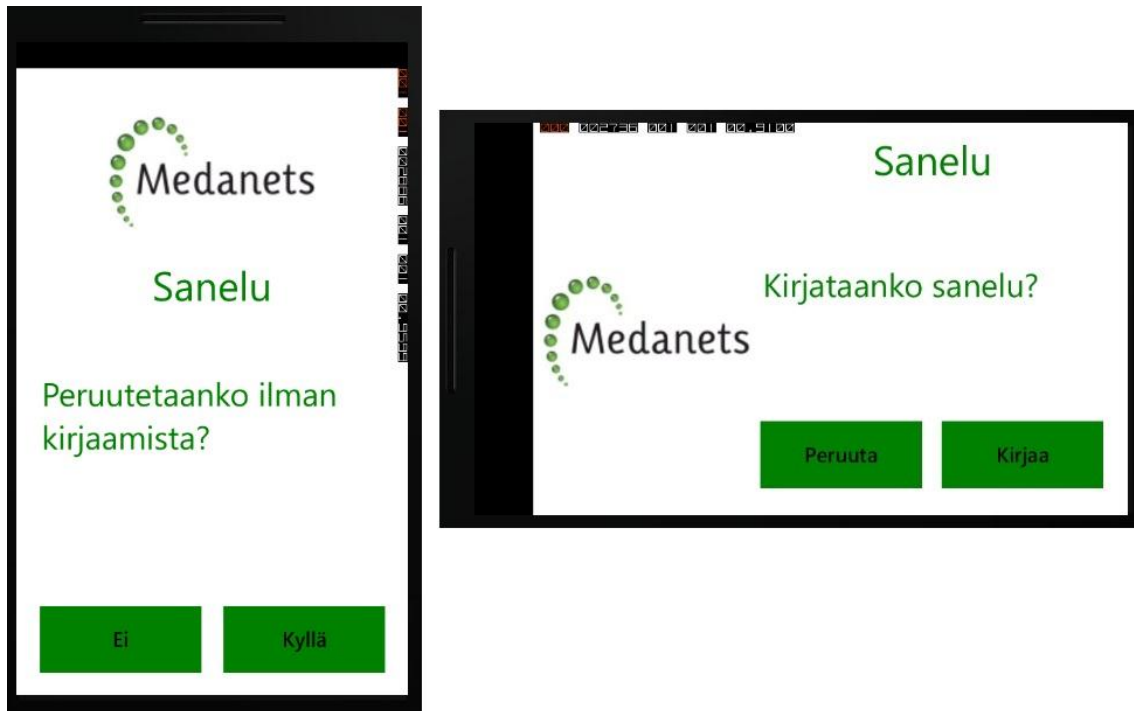 Medanets
Sanelu
Peruutetaanko ilman
kirjaamista?
Ei Kyllä
Sanelu
Kirjataanko sanelu?
Medanets
Peruuta Kirjaa